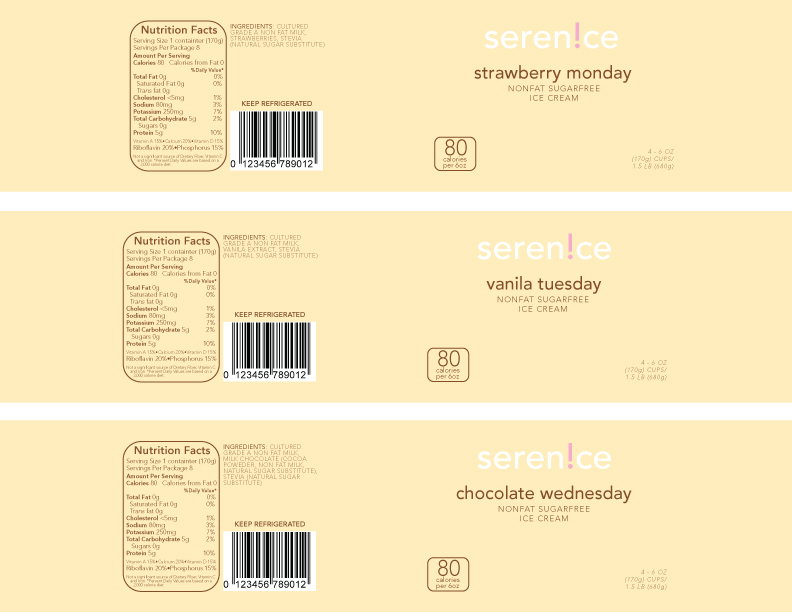 Nutrition Facts
Serving Size 1 containter (170g)
Servings Per Package 8
Amount Per Serving
Calories 80 Calories from Fat 0
%Daily Value*
Total Fat 0g 0%
Saturated Fat 0g 0%
Trans fat 0g
Cholesterol <5mg 1%
Sodium 80mg 3%
Potassium 250mg 7%
Total Carbohydrate 5g 2%
Sugars 0g
Protein 5g 10%
Vitamin A 15%•Calcium 20%•Vitamin D 15%
Riboflavin 20%•Phosphorus 15%
Not a significant source of Dietary Fiber, Vitamin C
and Iron. *Percent Daily Values are based on a
2,000 calorie diet.
INGREDIENTS: CULTURED
GRADE A NON FAT MILK,
STRAWBERRIES, STEVIA
(NATURAL SUGAR SUBSTITUTE)
KEEP REFRIGERATED
0 123456 789012
seren!ce
strawberry monday
NONFAT SUGARFREE
ICE CREAM
80
calories
per 6oz
4 - 6 OZ
(170g) CUPS/
1.5 LB (680g)
Nutrition Facts
Serving Size 1 containter (170g)
Servings Per Package 8
Amount Per Serving
Calories 80 Calories from Fat 0
%Daily Value*
Total Fat 0g 0%
Saturated Fat 0g 0%
Trans fat 0g
Cholesterol <5mg 1%
Sodium 80mg 3%
Potassium 250mg 7%
Total Carbohydrate 5g 2%
Sugars 0g
Protein 5g 10%
Vitamin A 15%•Calcium 20%•Vitamin D 15%
Riboflavin 20%•Phosphorus 15%
Not a significant source of Dietary Fiber, Vitamin C
and Iron. *Percent Daily Values are based on a
2,000 calorie diet.
INGREDIENTS: CULTURED
GRADE A NON FAT MILK,
VANILA EXTRACT, STEVIA
(NATURAL SUGAR SUBSTITUTE)
KEEP REFRIGERATED
0 123456 789012
seren!ce
vanila tuesday
NONFAT SUGARFREE
ICE CREAM
80
calories
per 6oz
4 - 6 OZ
(170g) CUPS/
1.5 LB (680g)
Nutrition Facts
Serving Size 1 containter (170g)
Servings Per Package 8
Amount Per Serving
Calories 80 Calories from Fat 0
%Daily Value*
Total Fat 0g 0%
Saturated Fat 0g 0%
Trans fat 0g
Cholesterol <5mg 1%
Sodium 80mg 3%
Potassium 250mg 7%
Total Carbohydrate 5g 2%
Sugars 0g
Protein 5g 10%
Vitamin A 15%•Calcium 20%•Vitamin D 15%
Riboflavin 20%•Phosphorus 15%
Not a significant source of Dietary Fiber, Vitamin C
and Iron. *Percent Daily Values are based on a
2,000 calorie diet.
INGREDIENTS: CULTURED
GRADE A NON FAT MILK,
MILK CHOCOLATE (COCOA
POWEDER, NON FAT MILK,
NATURAL SUGAR SUBSTITUTE),
STEVIA (NATURAL SUGAR
SUBSTITUTE)
KEEP REFRIGERATED
0 123456 789012
seren!ce
chocolate wednesday
NONFAT SUGARFREE
ICE CREAM
80
calories
per 6oz
4 - 6 OZ
(170g) CUPS/
1.5 LB (680g)